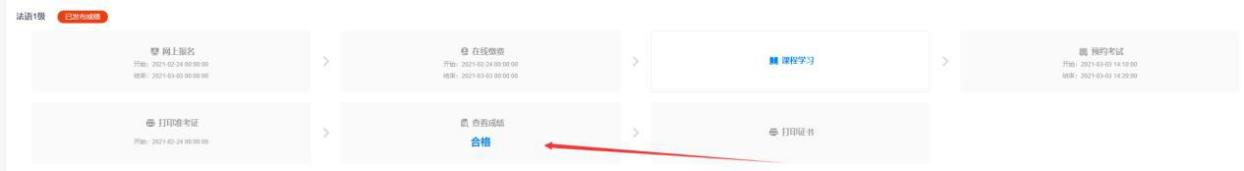 法语1级 已发布成绩
网上报名
开始：2021-02-24 00:00:00
结束：2021-03-03 00:00:00
在线缴费
开始：2021-02-24 00:00:00
结束：2021-03-03 00:00:00
课程学习
预约考试
开始：2021-03-03 14:10:00
结束：2021-03-03 14:20:00
打印准考证
开始：2021-02-24 00:00:00
查看成绩
合格
打印证书